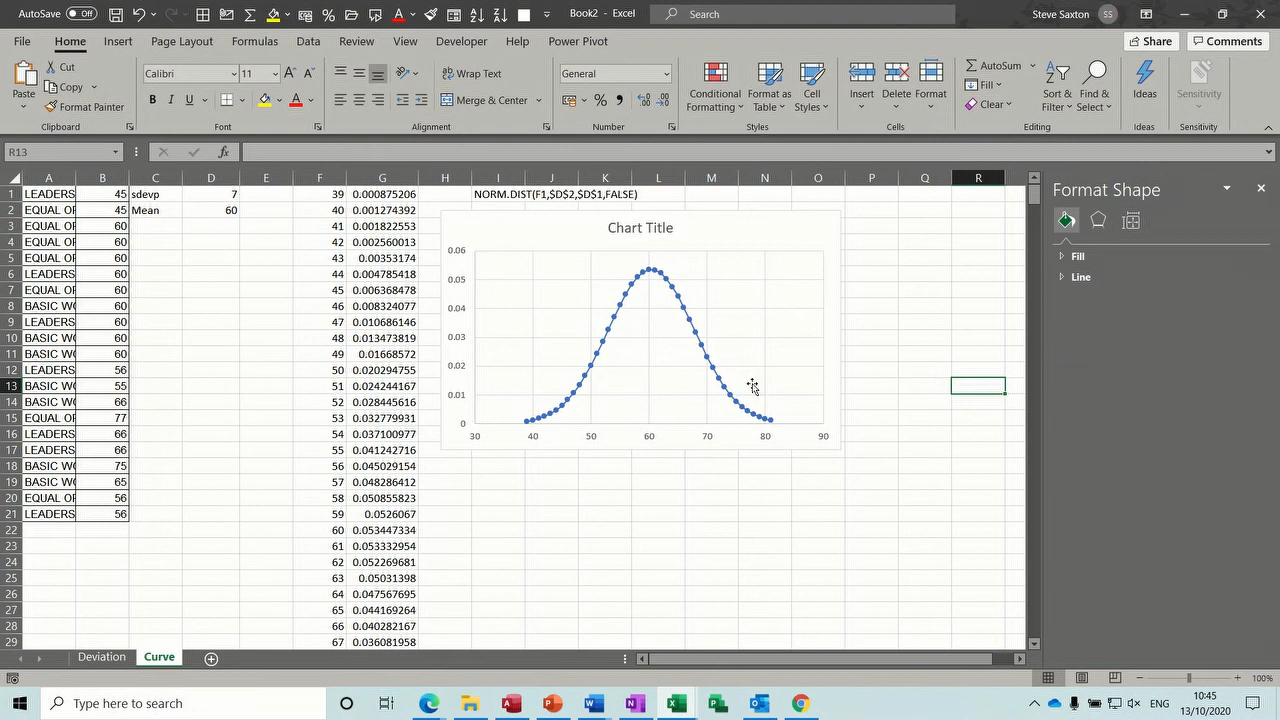 AutoSave Off
Book2 - Excel
Search
Steve Saxton SS
File Home Insert Page Layout Formulas Data Review View Developer Help Power Pivot
Share Comments
Paste
Cut
Copy
Format Painter
Clipboard
Calibri 11
B I U
Font
Wrap Text
Merge & Center
Alignment
General
Number
Conditional Formatting
Format as Table
Cell Styles
Styles
Insert Delete Format
Cells
AutoSum
Fill
Clear
Sort & Filter
Find & Select
Editing
Ideas
Ideas
Sensitivity
Sensitivity
R13
fx
A B C D E F G H I J K L M N O P Q R
1 LEADERS 45 sdevp 7 39 0.000875206 NORM.DIST(F1,$D$2,$D$1,FALSE)
2 EQUAL OF 45 Mean 60 40 0.001274392
3 EQUAL OF 60 41 0.001822553
4 EQUAL OF 60 42 0.002560013
5 EQUAL OF 60 43 0.00353174
6 LEADERS 60 44 0.004785418
7 EQUAL OF 60 45 0.006368478
8 BASIC WO 60 46 0.008324077
9 LEADERS 60 47 0.010686146
10 BASIC WO 60 48 0.013473819
11 BASIC WO 60 49 0.01668572
12 LEADERS 56 50 0.020294755
13 BASIC WO 55 51 0.024244167
14 BASIC WO 66 52 0.028445616
15 EQUAL OF 77 53 0.032779931
16 LEADERS 66 54 0.037100977
17 LEADERS 66 55 0.041242716
18 BASIC WO 75 56 0.045029154
19 BASIC WO 65 57 0.048286412
20 EQUAL OF 56 58 0.050855823
21 LEADERS 56 59 0.0526067
22 60 0.053447334
23 61 0.053332954
24 62 0.052269681
25 63 0.05031398
26 64 0.047567695
27 65 0.044169264
28 66 0.040282167
29 67 0.036081958
Chart Title
0.06
0.05
0.04
0.03
0.02
0.01
0
30 40 50 60 70 80 90
Format Shape
Fill
Line
Deviation Curve
100%
Type here to search
ENG
10:45
13/10/2020